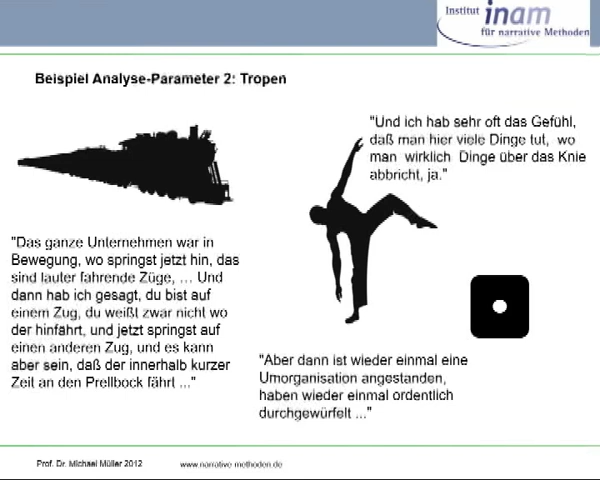 Institut inam
für narrative Methoden
Beispiel Analyse-Parameter 2: Tropen
"Und ich hab sehr oft das Gefühl,
daß man hier viele Dinge tut, wo
man wirklich Dinge über das Knie
abbricht, ja."
"Das ganze Unternehmen war in
Bewegung, wo springst jetzt hin, das
sind lauter fahrende Züge, ... Und
dann hab ich gesagt, du bist auf
einem Zug, du weißt zwar nicht wo
der hinfährt, und jetzt springst auf
einen anderen Zug, und es kann
aber sein, daß der innerhalb kurzer
Zeit an den Prellbock fährt ..."
"Aber dann ist wieder einmal eine
Umorganisation angestanden,
haben wieder einmal ordentlich
durchgewürfelt ..."
Prof. Dr. Michael Müller 2012
www.narrative-methoden.de